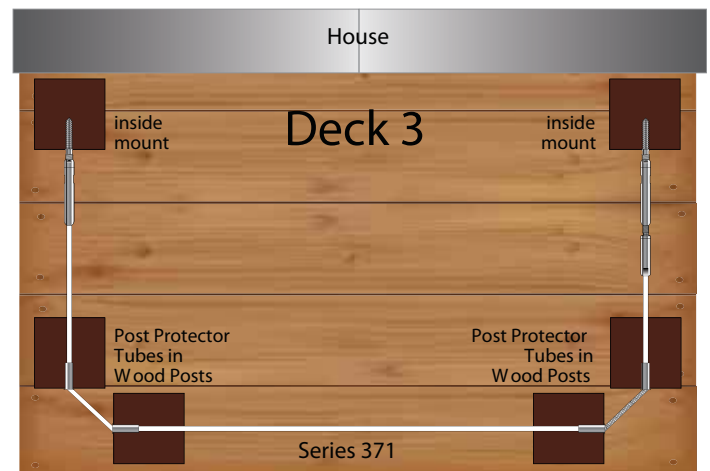 House
Deck 3
inside
mount
inside
mount
Post Protector
Tubes in
Wood Posts
Post Protector
Tubes in
Wood Posts
Series 371